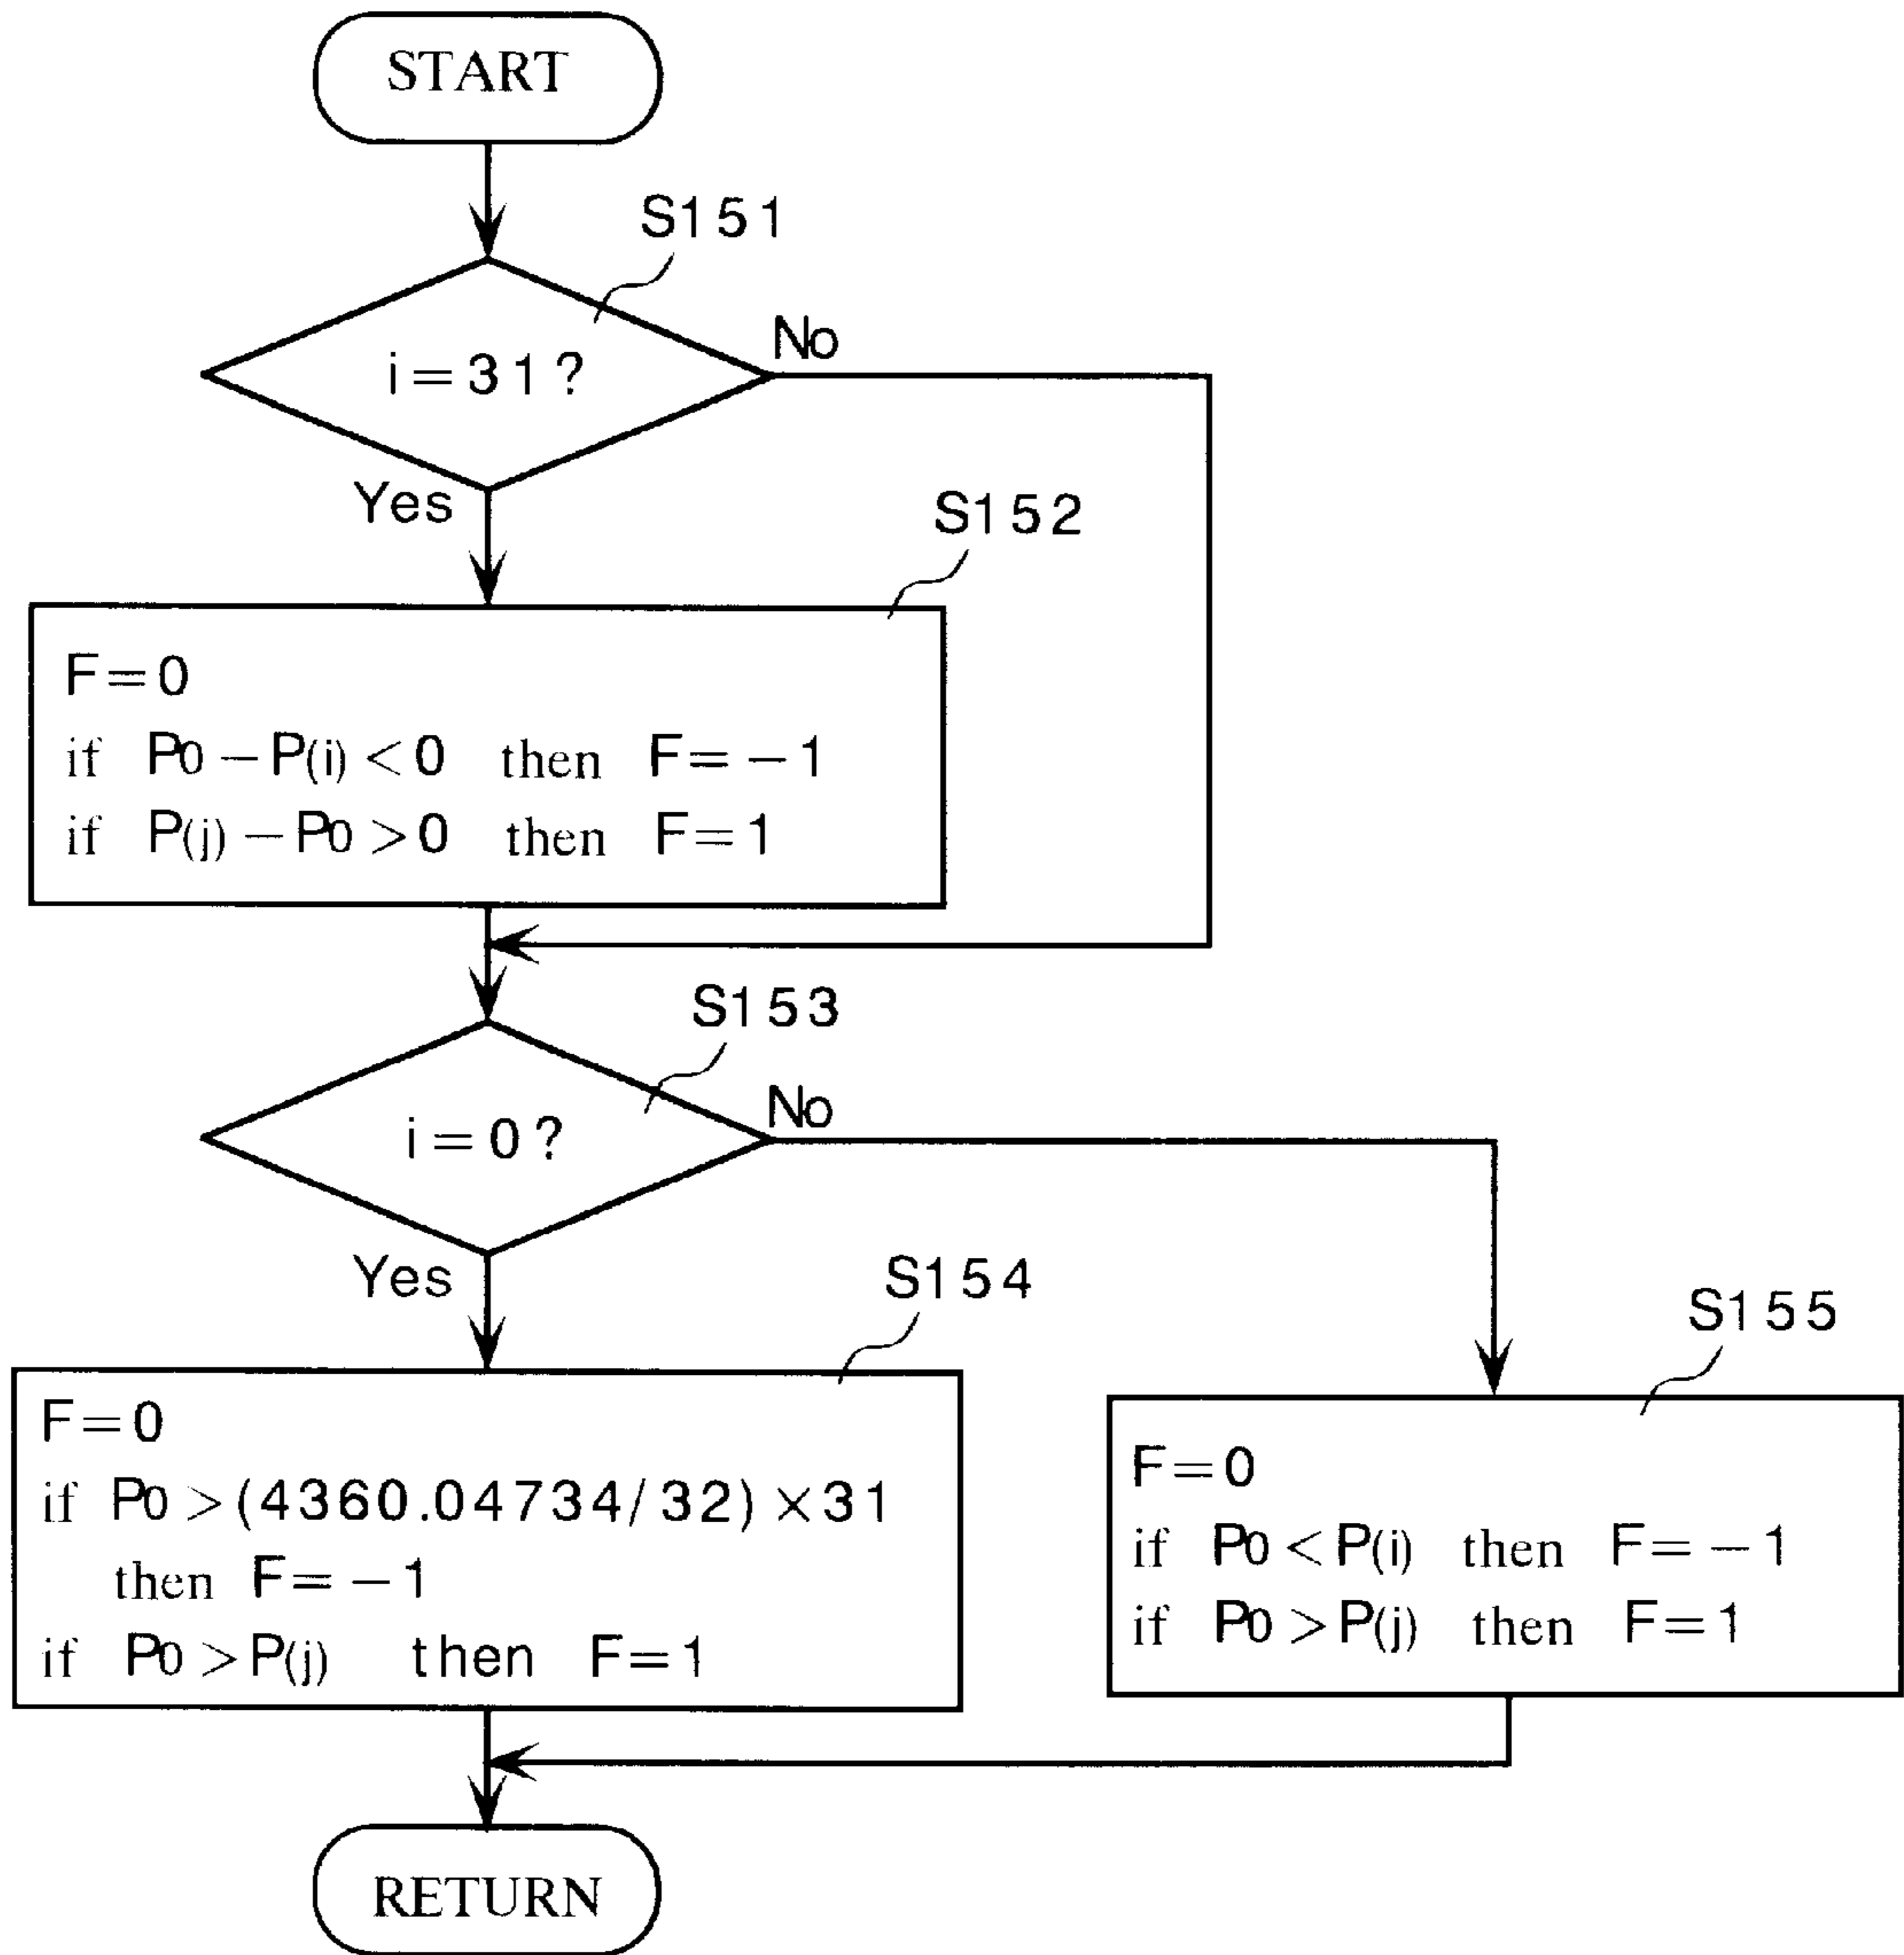 START
S151
i=31?
No
Yes
S152
F=0
if P0-P(i)<0 then F=-1
if P(j)-P0>0 then F=1
S153
i=0?
No
Yes
S154
F=0
if P0>(4360.04734/32)×31
then F=-1
if P0>P(j) then F=1
S155
F=0
if P0<P(i) then F=-1
if P0>P(j) then F=1
RETURN